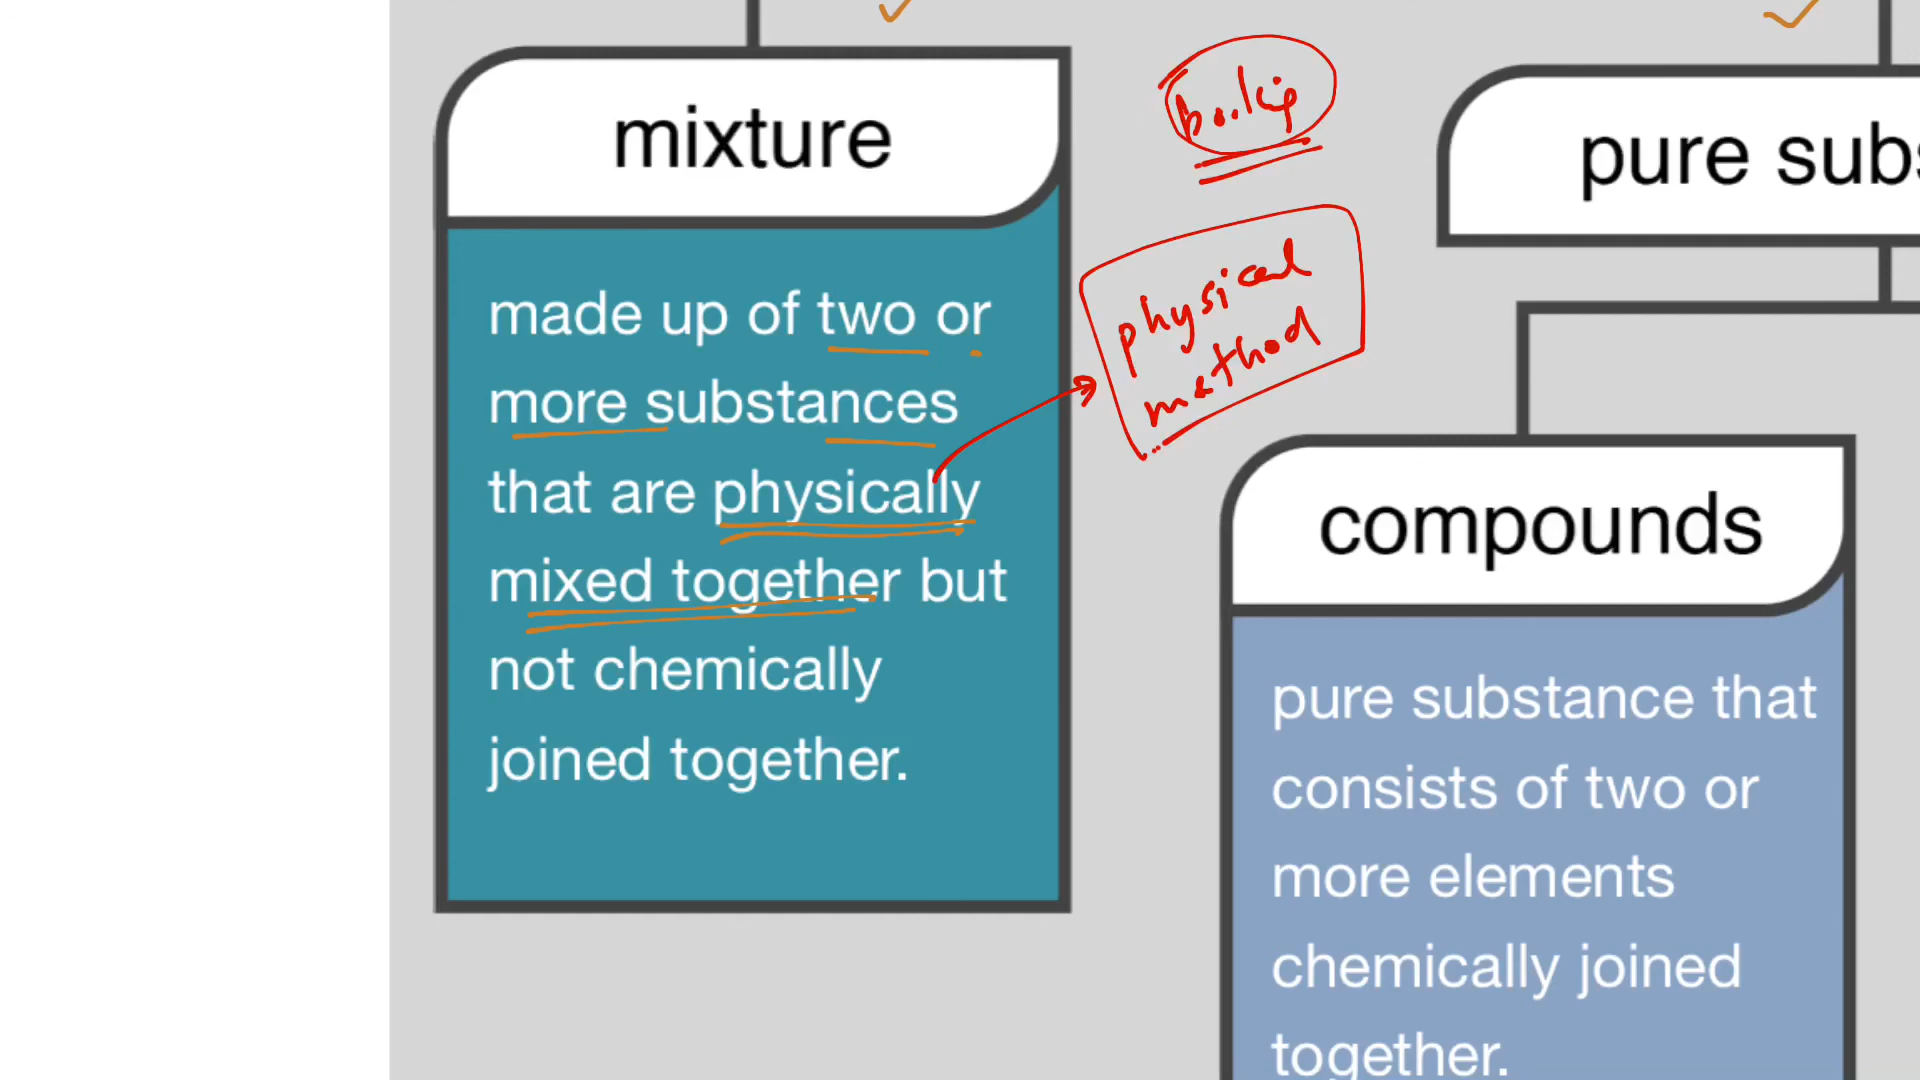 mixture
made up of two or
more substances
that are physically
mixed together but
not chemically
joined together.
physical
method
pure subs
compounds
pure substance that
consists of two or
more elements
chemically joined
together.